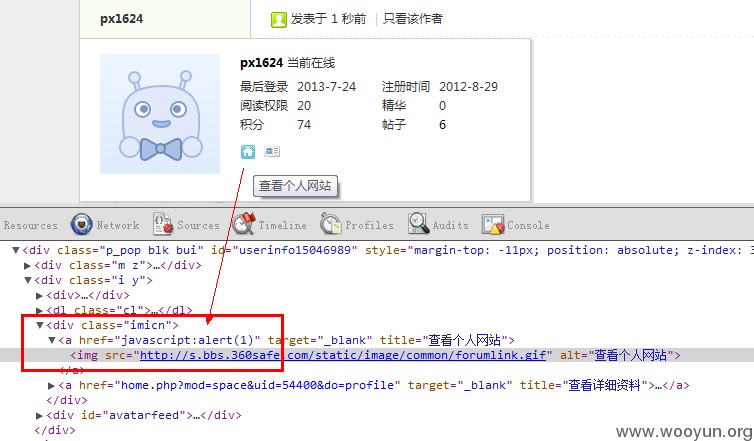 px1624
发表于 1 秒前 | 只看该作者
px1624 当前在线
最后登录 2013-7-24 注册时间 2012-8-29
阅读权限 20 精华 0
积分 74 帖子 6
查看个人网站
Resources Network Sources Timeline Profiles Audits Console
▼<div class="p_pop blk bui" id="userinfo15046989" style="margin-top: -11px; position: absolute; z-index: 3
▶<div class="m z">…</div>
▼<div class="i y">
▶<div>…</div>
▶<dl class="cl">…</dl>
▼<div class="imicn">
▼<a href="javascript:alert(1)" target="_blank" title="查看个人网站">
<img src="http://s.bbs.360safe.com/static/image/common/forumlink.gif" alt="查看个人网站">
</a>
▶<a href="home.php?mod=space&uid=54400&do=profile" target="_blank" title="查看详细资料">…</a>
</div>
▶<div id="avatarfeed">…</div>
</div>
</div>
www.wooyun.org